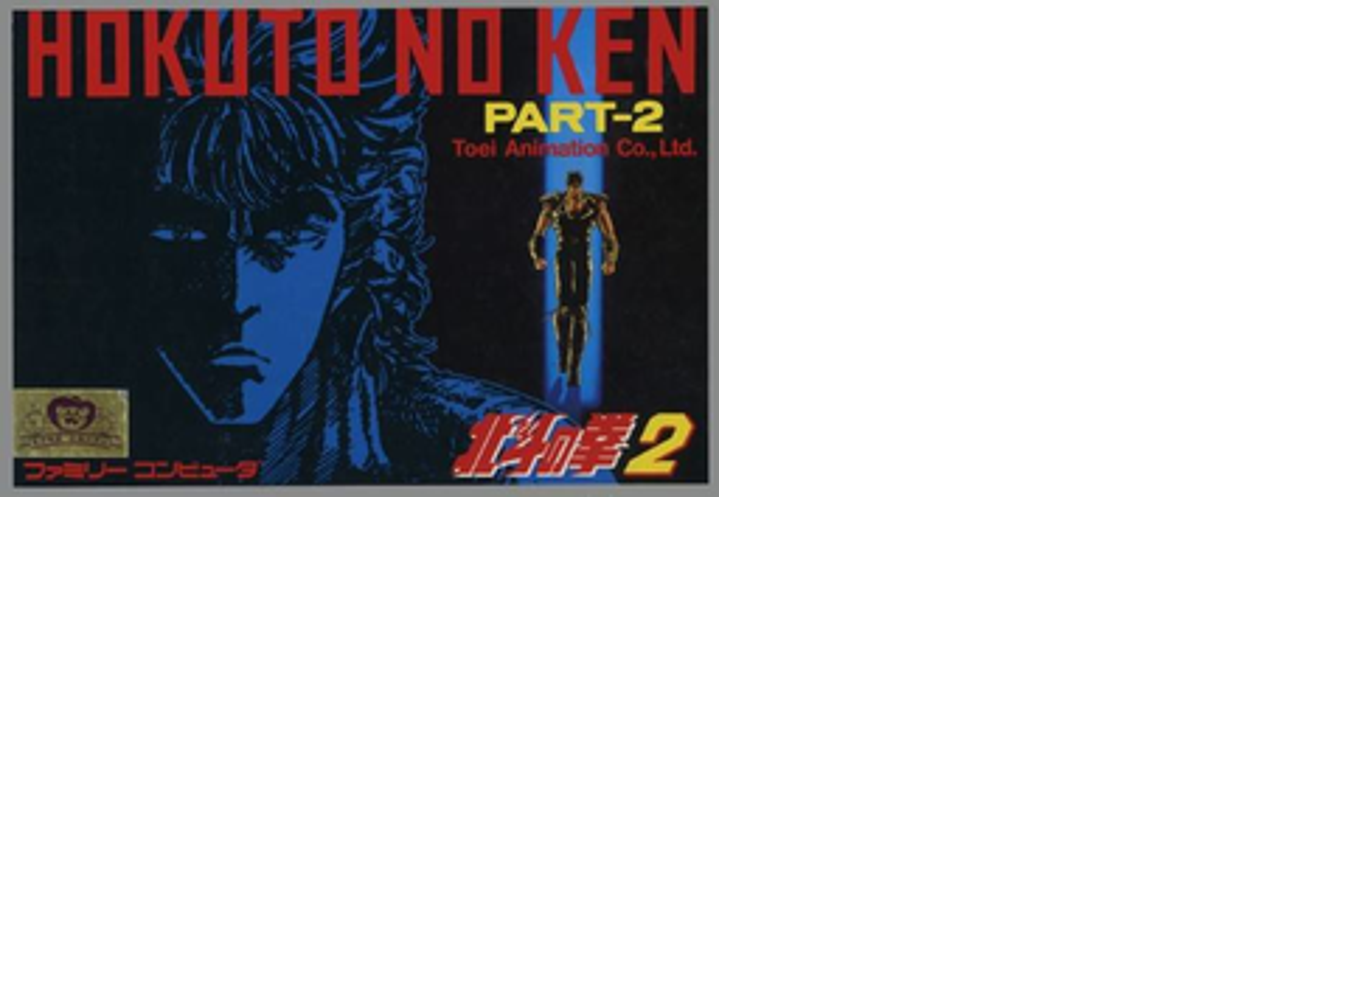 HOKUTO NO KEN
PART-2
Toei Animation Co., Ltd.
北斗の拳 2
ファミリー コンピュータ